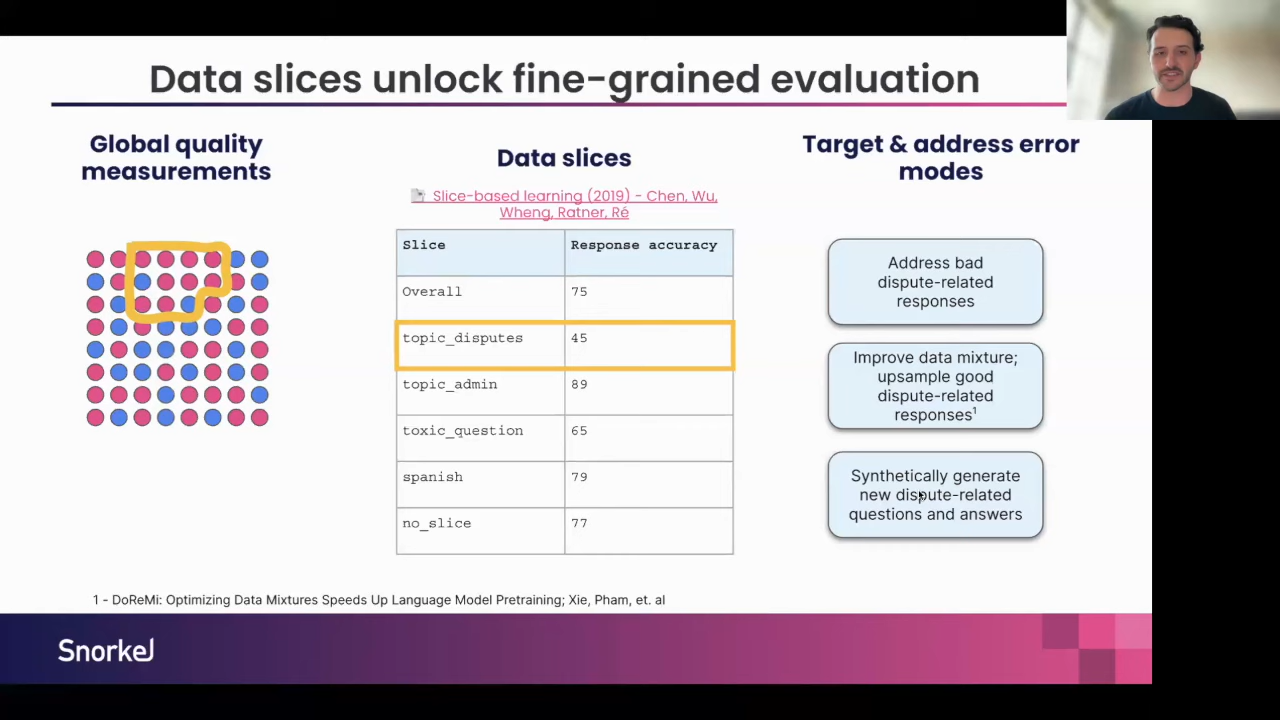 Data slices unlock fine-grained evaluation
Global quality
measurements
Data slices
Slice-based learning (2019) - Chen, Wu,
Wheng, Ratner, Ré
Slice Response accuracy
Overall 75
topic_disputes 45
topic_admin 89
toxic_question 65
spanish 79
no_slice 77
Target & address error
modes
Address bad
dispute-related
responses
Improve data mixture;
upsample good
dispute-related
responses¹
Synthetically generate
new dispute-related
questions and answers
1 - DoReMi: Optimizing Data Mixtures Speeds Up Language Model Pretraining; Xie, Pham, et. al
Snorkel